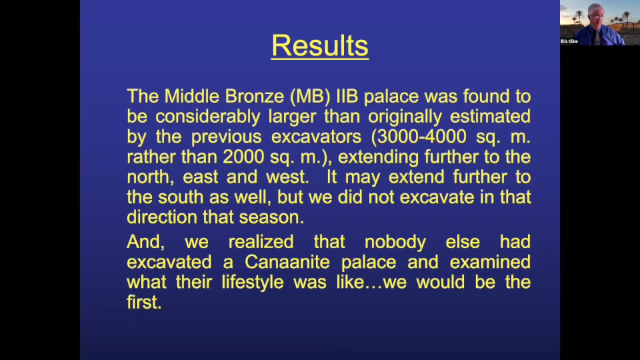 Results
The Middle Bronze (MB) IIB palace was found to
be considerably larger than originally estimated
by the previous excavators (3000-4000 sq. m.
rather than 2000 sq. m.), extending further to the
north, east and west. It may extend further to
the south as well, but we did not excavate in that
direction that season.
And, we realized that nobody else had
excavated a Canaanite palace and examined
what their lifestyle was like...we would be the
first.
Eric Cline